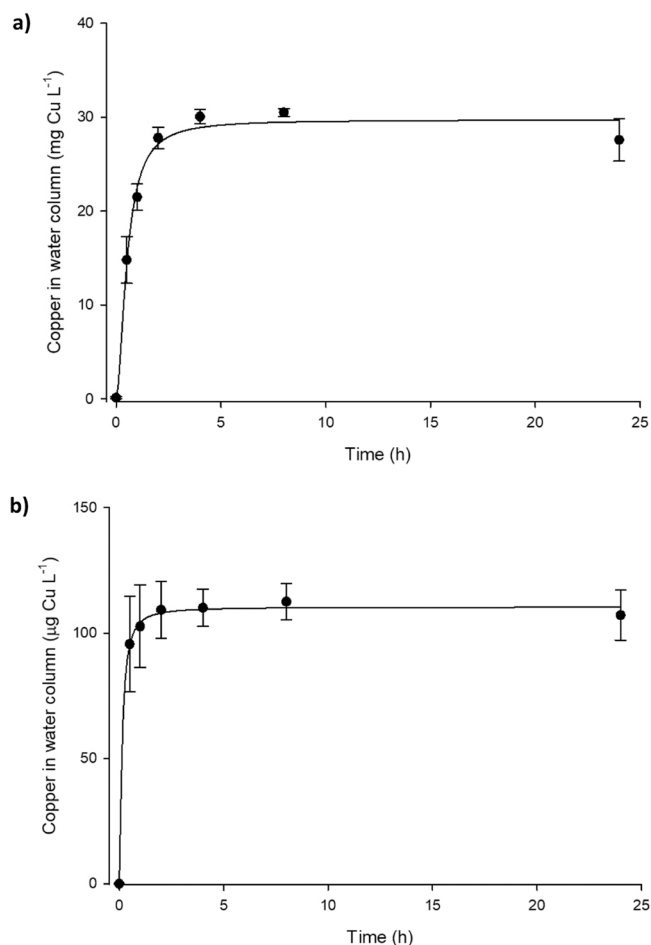 a)
40
30
20
10
0
Copper in water column (mg Cu L⁻¹)
0 5 10 15 20 25
Time (h)
b)
150
100
50
0
Copper in water column (µg Cu L⁻¹)
0 5 10 15 20 25
Time (h)